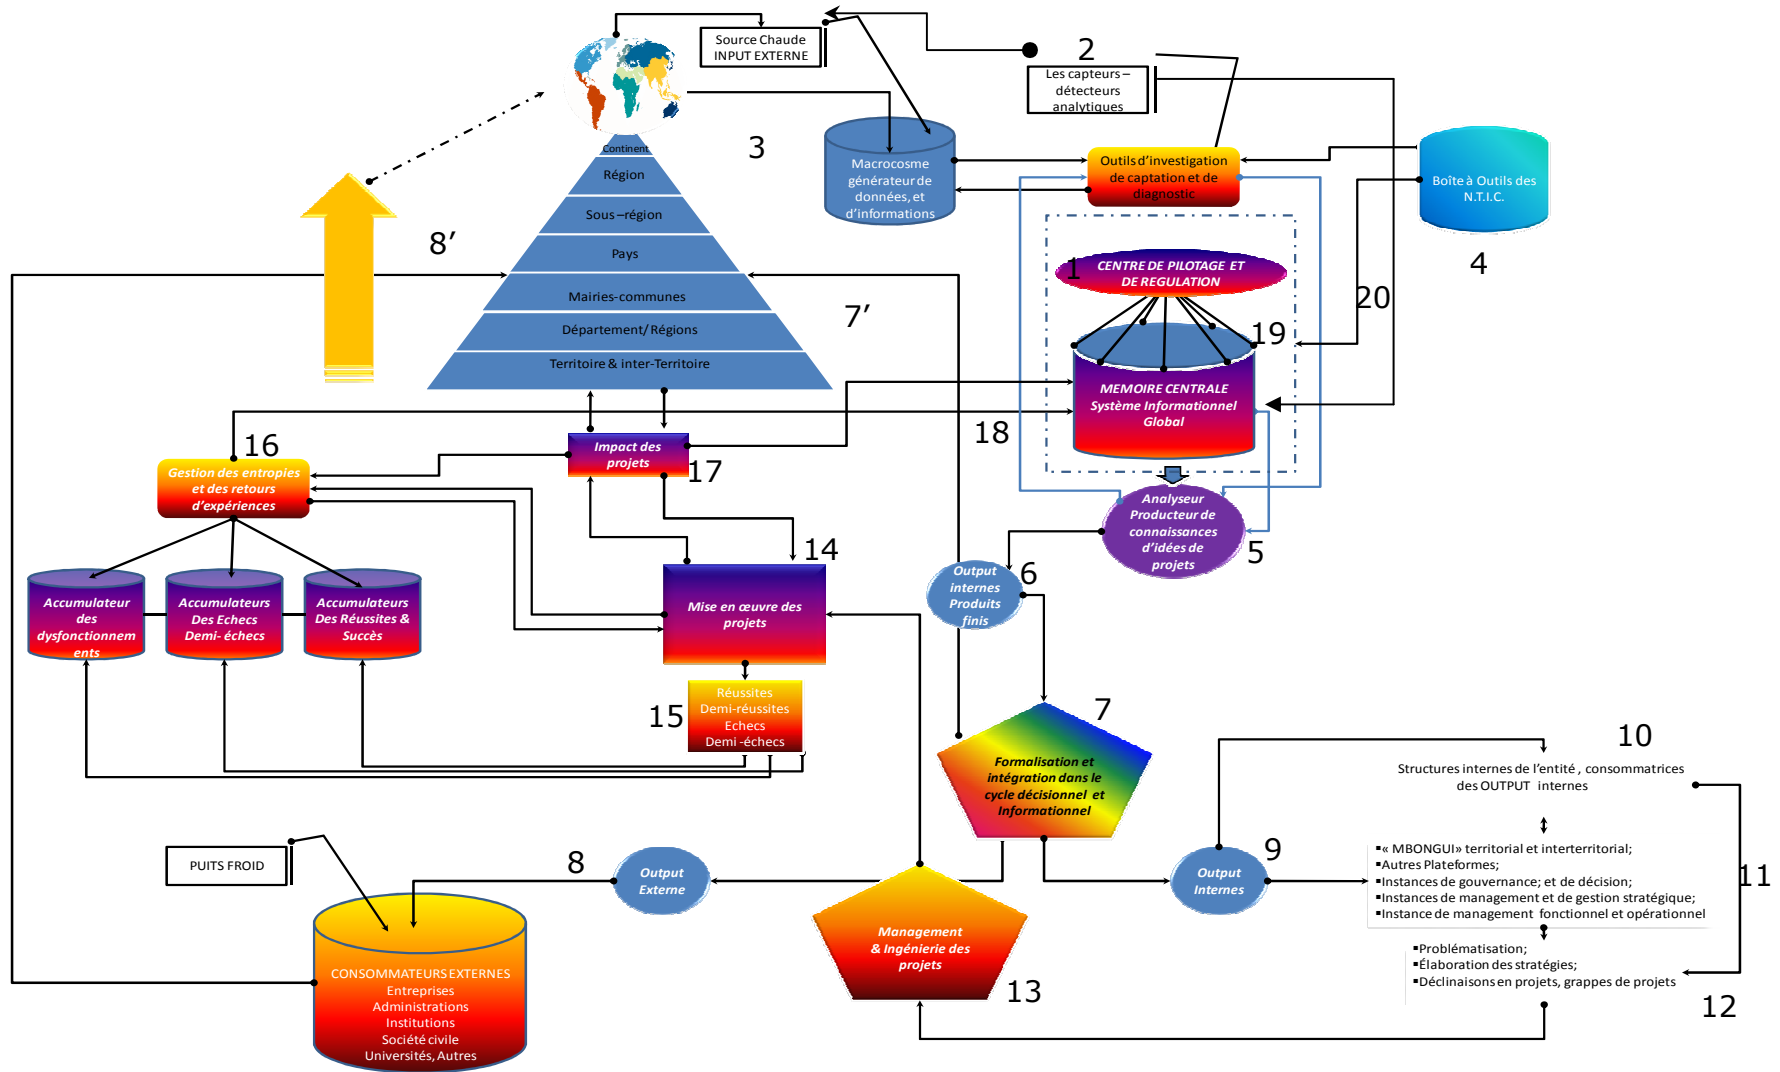 Source Chaude
INPUT EXTERNE
2
Les capteurs –
détecteurs
analytiques
3
Continent
Région
Sous –région
Pays
Mairies-communes
Département/ Régions
Territoire & inter-Territoire
Macrocosme
générateur de
données, et
d'informations
Outils d'investigation
de captation et de
diagnostic
Boîte à Outils des
N.T.I.C.
4
8’
7’
1
CENTRE DE PILOTAGE ET
DE REGULATION
20
19
MEMOIRE CENTRALE
Système Informationnel
Global
18
16
Gestion des entropies
et des retours
d'expériences
Impact des
projets
17
Analyseur
Producteur de
connaissances
d'idées de
projets
5
14
6
Output
internes
Produits
finis
Accumulateur
des
dysfonctionnem
ents
Accumulateurs
Des Echecs
Demi- échecs
Accumulateurs
Des Réussites &
Succès
Mise en œuvre des
projets
15
Réussites
Demi-réussites
Echecs
Demi -échecs
7
Formalisation et
intégration dans le
cycle décisionnel et
Informationnel
10
Structures internes de l'entité , consommatrices
des OUTPUT internes
PUITS FROID
8
Output
Externe
9
Output
Internes
▪« MBONGUI» territorial et interterritorial;
▪Autres Plateformes;
▪Instances de gouvernance; et de décision;
▪Instances de management et de gestion stratégique;
▪Instance de management fonctionnel et opérationnel
11
Management
& Ingénierie des
projets
13
▪Problématisation;
▪Élaboration des stratégies;
▪Déclinaisons en projets, grappes de projets
12
CONSOMMATEURS EXTERNES
Entreprises
Administrations
Institutions
Société civile
Universités, Autres